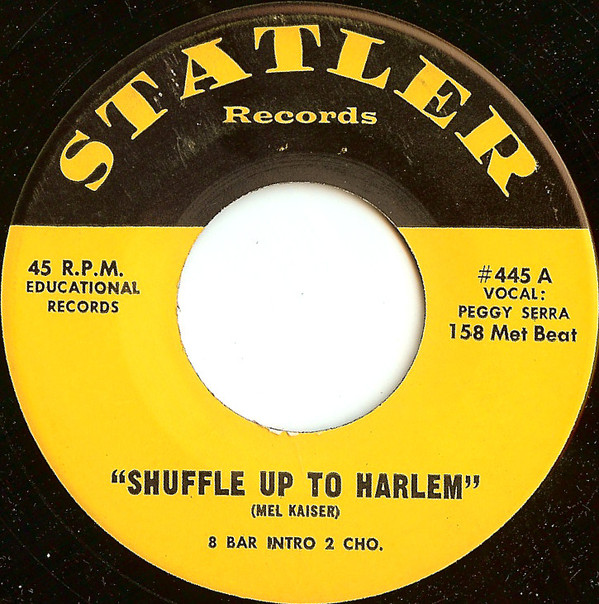 STATLER
Records
45 R.P.M.
EDUCATIONAL
RECORDS
#445 A
VOCAL:
PEGGY SERRA
158 Met Beat
"SHUFFLE UP TO HARLEM"
(MEL KAISER)
8 BAR INTRO 2 CHO.